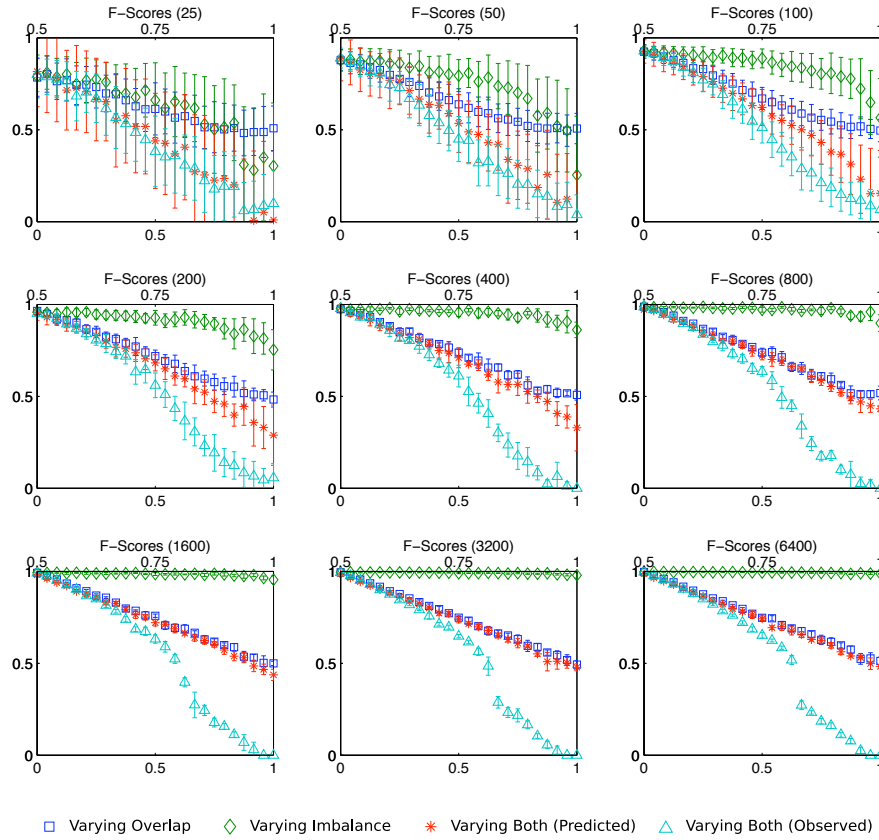 F-Scores (25) F-Scores (50) F-Scores (100)
0.5 0.75 1 0.5 0.75 1 0.5 0.75 1
1 1 1
0.5 0.5 0.5
0 0 0
0 0.5 1 0 0.5 1 0 0.5 1
F-Scores (200) F-Scores (400) F-Scores (800)
0.5 0.75 1 0.5 0.75 1 0.5 0.75 1
1 1 1
0.5 0.5 0.5
0 0 0
0 0.5 1 0 0.5 1 0 0.5 1
F-Scores (1600) F-Scores (3200) F-Scores (6400)
0.5 0.75 1 0.5 0.75 1 0.5 0.75 1
1 1 1
0.5 0.5 0.5
0 0 0
0 0.5 1 0 0.5 1 0 0.5 1
Varying Overlap Varying Imbalance Varying Both (Predicted) Varying Both (Observed)